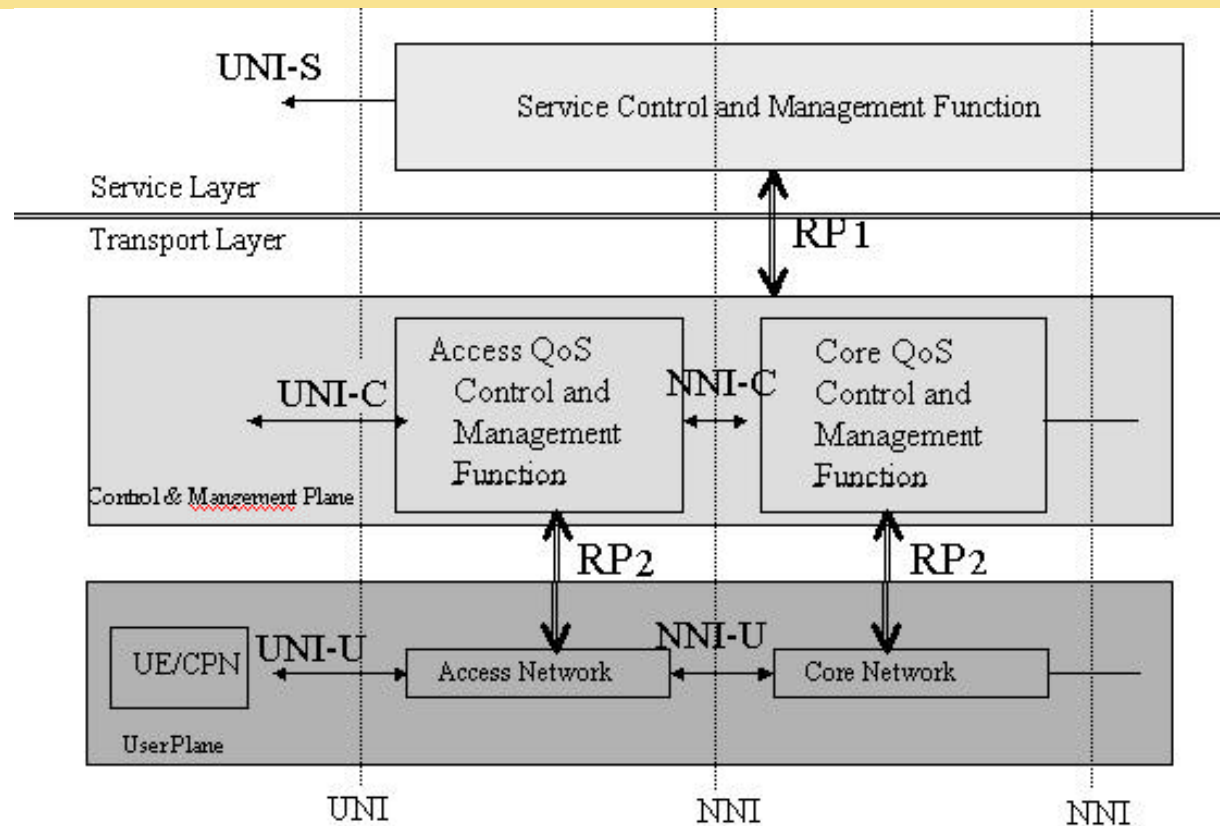 UNI-S
Service Control and Management Function
Service Layer
Transport Layer
RP1
Access QoS
Control and
Management
Function
Core QoS
Control and
Management
Function
UNI-C
NNI-C
Control & Mangement Plane
RP2
RP2
UE/CPN
UNI-U
Access Network
NNI-U
Core Network
UserPlane
UNI
NNI
NNI